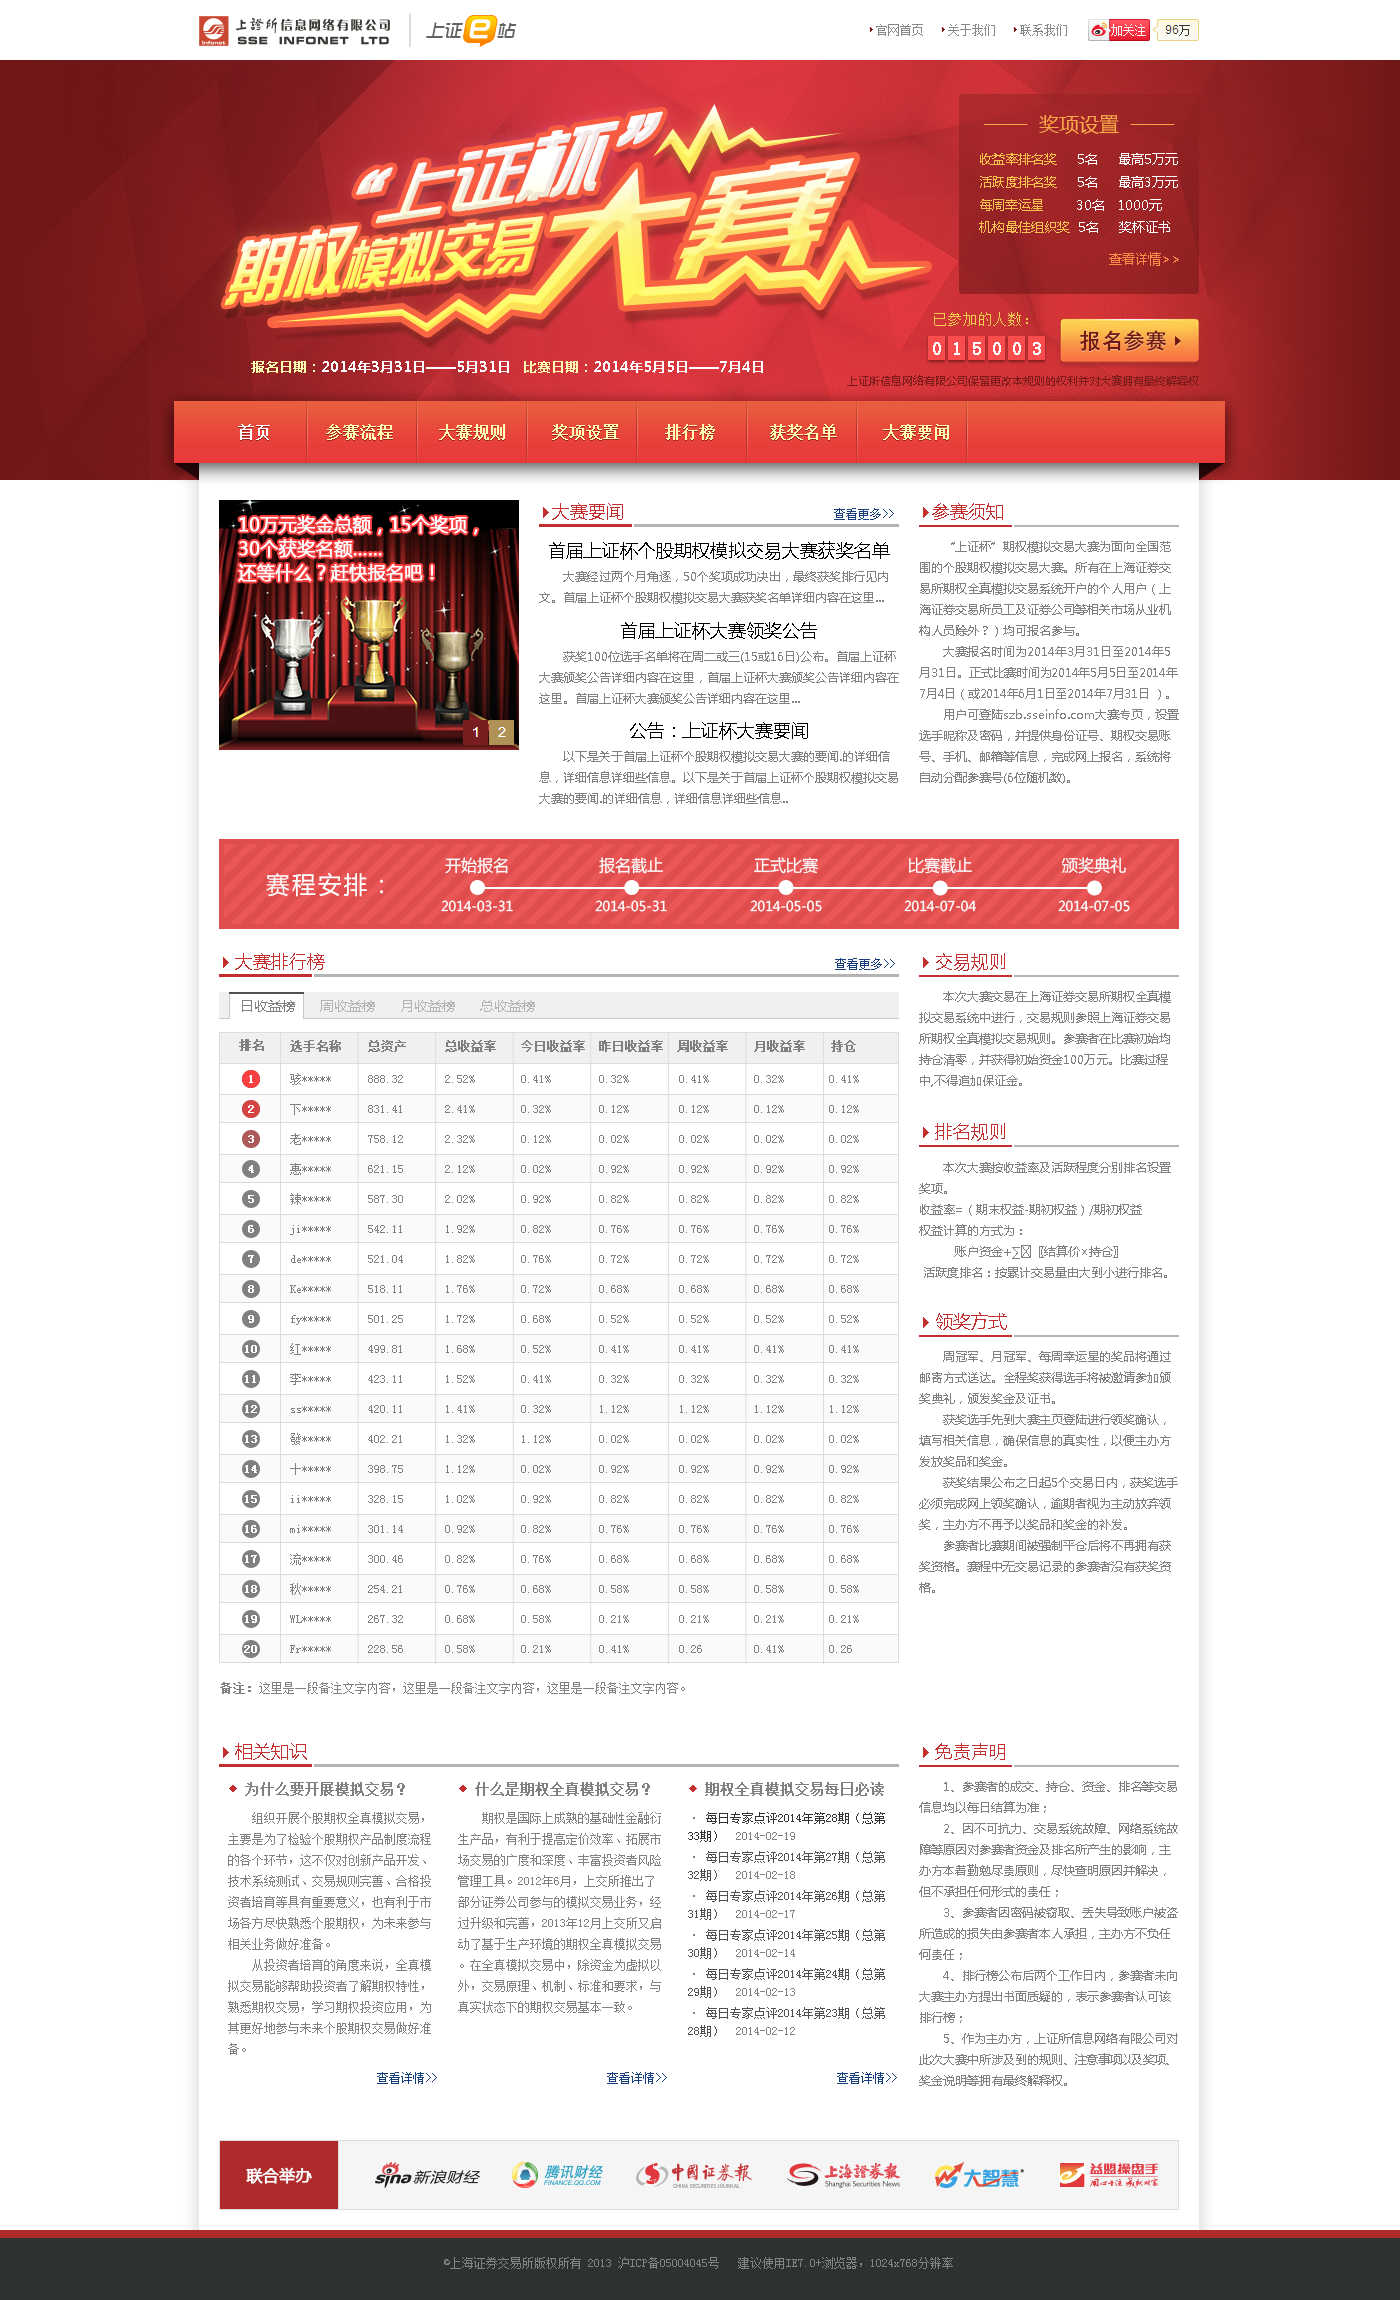 上證所信息网络有限公司
SSE INFONET LTD
Infonet
上证e站
官网首页
关于我们
联系我们
加关注
96万
“上证杯”
期权模拟交易大赛
报名日期：2014年3月31日——5月31日 比赛日期：2014年5月5日——7月4日
奖项设置
收益率排名奖 5名 最高5万元
活跃度排名奖 5名 最高3万元
每周幸运星 30名 1000元
机构最佳组织奖 5名 奖杯证书
查看详情>>
已参加的人数：
015003
报名参赛
上证所信息网络有限公司保留更改本规则的权利并对大赛拥有最终解释权
首页 参赛流程 大赛规则 奖项设置 排行榜 获奖名单 大赛要闻
10万元奖金总额，15个奖项，
30个获奖名额......
还等什么？赶快报名吧！
1 2
大赛要闻
查看更多>>
首届上证杯个股期权模拟交易大赛获奖名单
大赛经过两个月角逐，50个奖项成功决出，最终获奖排行见内
文。首届上证杯个股期权模拟交易大赛获奖名单详细内容在这里...
首届上证杯大赛领奖公告
获奖100位选手名单将在周二或三(15或16日)公布。首届上证杯
大赛颁奖公告详细内容在这里，首届上证杯大赛颁奖公告详细内容在
这里。首届上证杯大赛颁奖公告详细内容在这里...
公告：上证杯大赛要闻
以下是关于首届上证杯个股期权模拟交易大赛的要闻.的详细信
息，详细信息详细些信息。以下是关于首届上证杯个股期权模拟交易
大赛的要闻.的详细信息，详细信息详细些信息..
参赛须知
“上证杯”期权模拟交易大赛为面向全国范
围的个股期权模拟交易大赛。所有在上海证券交
易所期权全真模拟交易系统开户的个人用户（上
海证券交易所员工及证券公司等相关市场从业机
构人员除外？）均可报名参与。
大赛报名时间为2014年3月31日至2014年5
月31日。正式比赛时间为2014年5月5日至2014年
7月4日（或2014年6月1日至2014年7月31日 ）。
用户可登陆szb.sseinfo.com大赛专页，设置
选手昵称及密码，并提供身份证号、期权交易账
号、手机、邮箱等信息，完成网上报名，系统将
自动分配参赛号(6位随机数)。
赛程安排：
开始报名 报名截止 正式比赛 比赛截止 颁奖典礼
2014-03-31 2014-05-31 2014-05-05 2014-07-04 2014-07-05
大赛排行榜
查看更多>>
日收益榜 周收益榜 月收益榜 总收益榜
排名 选手名称 总资产 总收益率 今日收益率 昨日收益率 周收益率 月收益率 持仓
1 骇***** 888.32 2.52% 0.41% 0.32% 0.41% 0.32% 0.41%
2 下***** 831.41 2.41% 0.32% 0.12% 0.12% 0.12% 0.12%
3 老***** 758.12 2.32% 0.12% 0.02% 0.02% 0.02% 0.02%
4 惠***** 621.15 2.12% 0.02% 0.92% 0.92% 0.92% 0.92%
5 辣***** 587.30 2.02% 0.92% 0.82% 0.82% 0.82% 0.82%
6 ji***** 542.11 1.92% 0.82% 0.76% 0.76% 0.76% 0.76%
7 de***** 521.04 1.82% 0.76% 0.72% 0.72% 0.72% 0.72%
8 Ke***** 518.11 1.76% 0.72% 0.68% 0.68% 0.68% 0.68%
9 fy***** 501.25 1.72% 0.68% 0.52% 0.52% 0.52% 0.52%
10 红***** 499.81 1.68% 0.52% 0.41% 0.41% 0.41% 0.41%
11 李***** 423.11 1.52% 0.41% 0.32% 0.32% 0.32% 0.32%
12 ss***** 420.11 1.41% 0.32% 1.12% 1.12% 1.12% 1.12%
13 發***** 402.21 1.32% 1.12% 0.02% 0.02% 0.02% 0.02%
14 十***** 398.75 1.12% 0.02% 0.92% 0.92% 0.92% 0.92%
15 ii***** 328.15 1.02% 0.92% 0.82% 0.82% 0.82% 0.82%
16 mi***** 301.14 0.92% 0.82% 0.76% 0.76% 0.76% 0.76%
17 流***** 300.46 0.82% 0.76% 0.68% 0.68% 0.68% 0.68%
18 秋***** 254.21 0.76% 0.68% 0.58% 0.58% 0.58% 0.58%
19 WL***** 267.32 0.68% 0.58% 0.21% 0.21% 0.21% 0.21%
20 Fr***** 228.56 0.58% 0.21% 0.41% 0.26 0.41% 0.26
备注：这里是一段备注文字内容，这里是一段备注文字内容，这里是一段备注文字内容。
交易规则
本次大赛交易在上海证券交易所期权全真模
拟交易系统中进行，交易规则参照上海证券交易
所期权全真模拟交易规则。参赛者在比赛初始均
持仓清零，并获得初始资金100万元。比赛过程
中,不得追加保证金。
排名规则
本次大赛按收益率及活跃程度分别排名设置
奖项。
收益率=（期末权益-期初权益）/期初权益
权益计算的方式为：
账户资金+∑〖结算价×持仓〗
活跃度排名：按累计交易量由大到小进行排名。
领奖方式
周冠军、月冠军、每周幸运星的奖品将通过
邮寄方式送达。全程奖获得选手将被邀请参加颁
奖典礼，颁发奖金及证书。
获奖选手先到大赛主页登陆进行领奖确认，
填写相关信息，确保信息的真实性，以便主办方
发放奖品和奖金。
获奖结果公布之日起5个交易日内，获奖选手
必须完成网上领奖确认，逾期者视为主动放弃领
奖，主办方不再予以奖品和奖金的补发。
参赛者比赛期间被强制平仓后将不再拥有获
奖资格。赛程中无交易记录的参赛者没有获奖资
格。
相关知识
为什么要开展模拟交易？
组织开展个股期权全真模拟交易，
主要是为了检验个股期权产品制度流程
的各个环节，这不仅对创新产品开发、
技术系统测试、交易规则完善、合格投
资者培育等具有重要意义，也有利于市
场各方尽快熟悉个股期权，为未来参与
相关业务做好准备。
从投资者培育的角度来说，全真模
拟交易能够帮助投资者了解期权特性，
熟悉期权交易，学习期权投资应用，为
其更好地参与未来个股期权交易做好准
备。
查看详情>>
什么是期权全真模拟交易？
期权是国际上成熟的基础性金融衍
生产品，有利于提高定价效率、拓展市
场交易的广度和深度、丰富投资者风险
管理工具。2012年6月，上交所推出了
部分证券公司参与的模拟交易业务，经
过升级和完善，2013年12月上交所又启
动了基于生产环境的期权全真模拟交易
。在全真模拟交易中，除资金为虚拟以
外，交易原理、机制、标准和要求，与
真实状态下的期权交易基本一致。
查看详情>>
期权全真模拟交易每日必读
· 每日专家点评2014年第28期（总第
33期） 2014-02-19
· 每日专家点评2014年第27期（总第
32期） 2014-02-18
· 每日专家点评2014年第26期（总第
31期） 2014-02-17
· 每日专家点评2014年第25期（总第
30期） 2014-02-14
· 每日专家点评2014年第24期（总第
29期） 2014-02-13
· 每日专家点评2014年第23期（总第
28期） 2014-02-12
查看详情>>
免责声明
1、参赛者的成交、持仓、资金、排名等交易
信息均以每日结算为准；
2、因不可抗力、交易系统故障、网络系统故
障等原因对参赛者资金及排名所产生的影响，主
办方本着勤勉尽责原则，尽快查明原因并解决，
但不承担任何形式的责任；
3、参赛者因密码被窃取、丢失导致账户被盗
所造成的损失由参赛者本人承担，主办方不负任
何责任；
4、排行榜公布后两个工作日内，参赛者未向
大赛主办方提出书面质疑的，表示参赛者认可该
排行榜；
5、作为主办方，上证所信息网络有限公司对
此次大赛中所涉及到的规则、注意事项以及奖项、
奖金说明等拥有最终解释权。
联合举办
sina新浪财经
腾讯财经
FINANCE.QQ.COM
中国证券报
CHINA SECURITIES JOURNAL
上海證券報
Shanghai Securities News
大智慧
益盟操盘手
©上海证券交易所版权所有 2013 沪ICP备05004045号 建议使用IE7.0+浏览器，1024x768分辨率